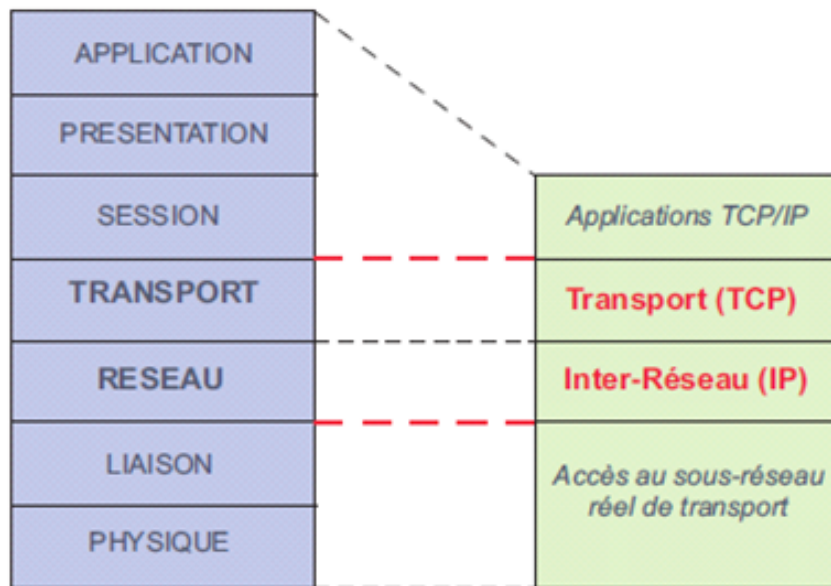 APPLICATION
PRESENTATION
SESSION
TRANSPORT
RESEAU
LIAISON
PHYSIQUE
Applications TCP/IP
Transport (TCP)
Inter-Réseau (IP)
Accès au sous-réseau
réel de transport